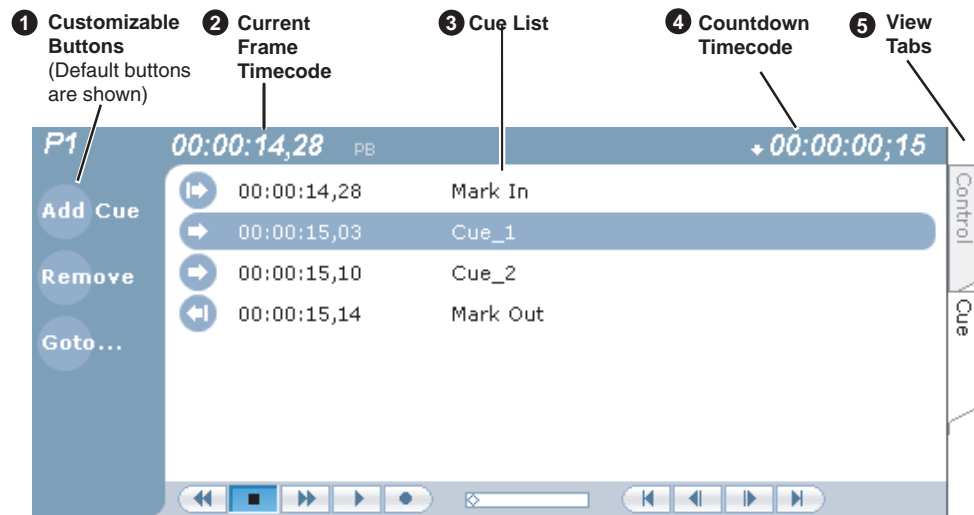 1 Customizable Buttons
(Default buttons are shown)
2 Current Frame Timecode
3 Cue List
4 Countdown Timecode
5 View Tabs
P1 00:00:14,28 PB 00:00:00;15
Add Cue
Remove
Goto...
00:00:14,28 Mark In
00:00:15,03 Cue_1
00:00:15,10 Cue_2
00:00:15,14 Mark Out
Control
Cue